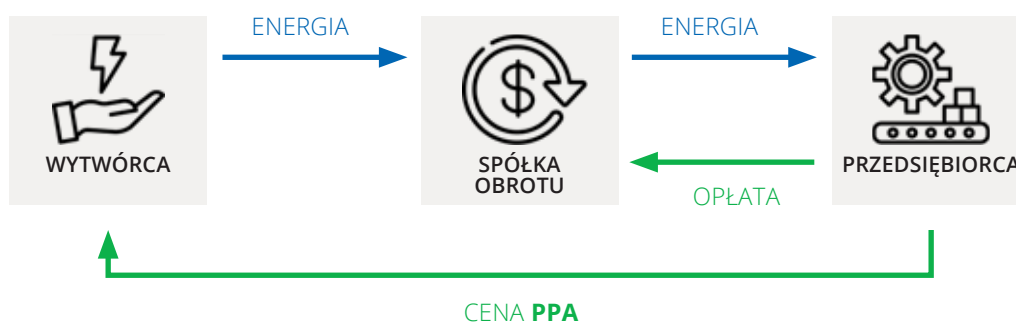 ENERGIA
ENERGIA
$
WYTWÓRCA
SPÓŁKA
OBROTU
PRZEDSIĘBIORCA
OPŁATA
CENA PPA